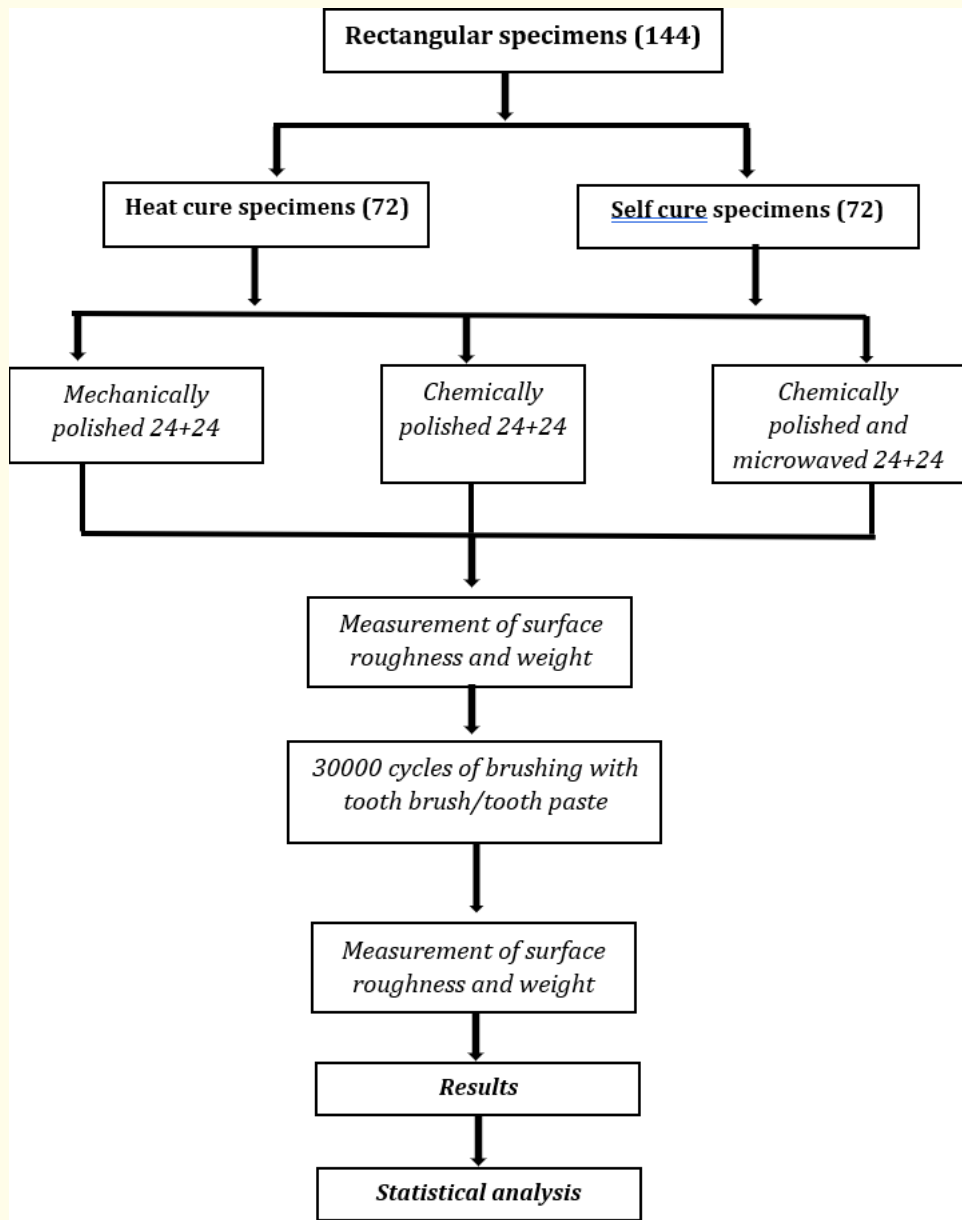 Rectangular specimens (144)
Heat cure specimens (72)
Self cure specimens (72)
Mechanically
polished 24+24
Chemically
polished 24+24
Chemically
polished and
microwaved 24+24
Measurement of surface
roughness and weight
30000 cycles of brushing with
tooth brush/tooth paste
Measurement of surface
roughness and weight
Results
Statistical analysis